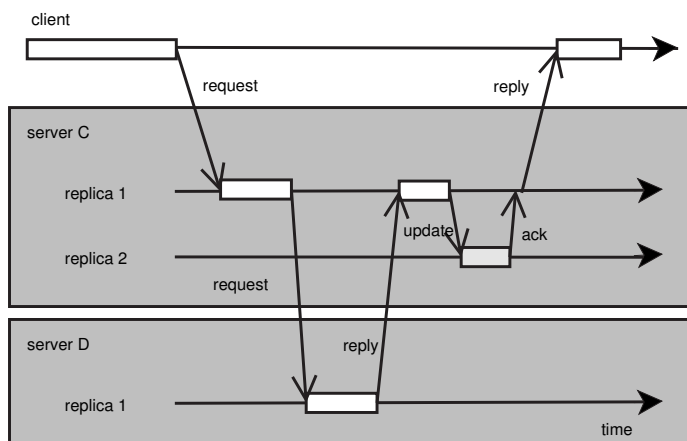 client
request
reply
server C
replica 1
update
ack
replica 2
request
server D
reply
replica 1
time